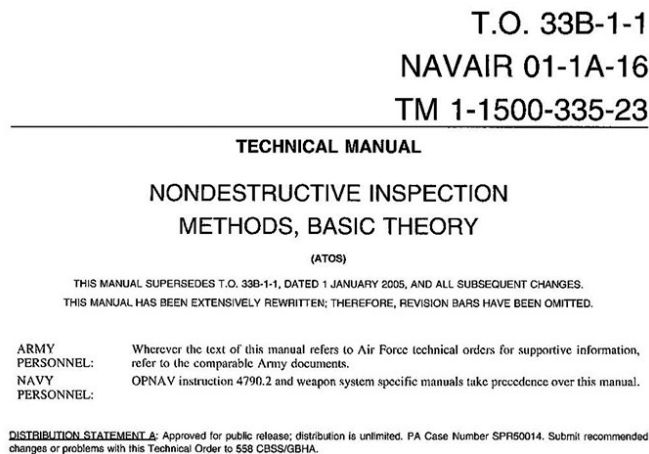 T.O. 33B-1-1
NAVAIR 01-1A-16
TM 1-1500-335-23
TECHNICAL MANUAL
NONDESTRUCTIVE INSPECTION
METHODS, BASIC THEORY
(ATOS)
THIS MANUAL SUPERSEDES T.O. 33B-1-1, DATED 1 JANUARY 2005, AND ALL SUBSEQUENT CHANGES.
THIS MANUAL HAS BEEN EXTENSIVELY REWRITTEN; THEREFORE, REVISION BARS HAVE BEEN OMITTED.
ARMY PERSONNEL: Wherever the text of this manual refers to Air Force technical orders for supportive information,
refer to the comparable Army documents.
NAVY PERSONNEL: OPNAV instruction 4790.2 and weapon system specific manuals take precedence over this manual.
DISTRIBUTION STATEMENT A: Approved for public release; distribution is unlimited. PA Case Number SPR50014. Submit recommended
changes or problems with this Technical Order to 558 CBSS/GBHA.